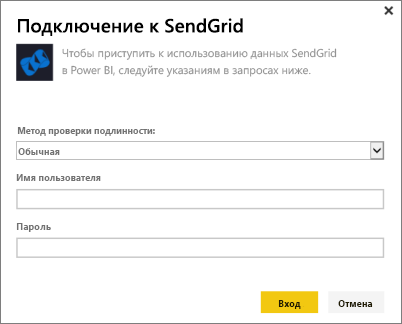 Подключение к SendGrid
Чтобы приступить к использованию данных SendGrid
в Power BI, следуйте указаниям в запросах ниже.
Метод проверки подлинности:
Обычная
Имя пользователя
Пароль
Вход
Отмена